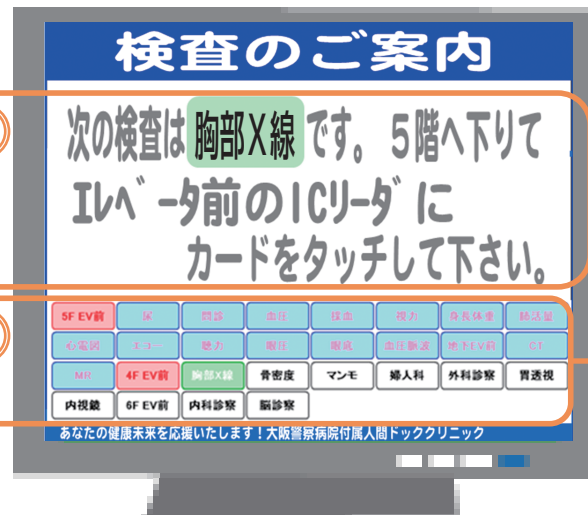 検査のご案内
次の検査は 胸部X線 です。5階へ下りて
エレベータ前のICリーダに
カードをタッチして下さい。
5F EV前 尿 問診 血圧 採血 視力 身長体重 肺活量
心電図 エコー 聴力 眼圧 眼底 血圧脈波 地下EV前 CT
MR 4F EV前 胸部X線 骨密度 マンモ 婦人科 外科診察 胃透視
内視鏡 6F EV前 内科診察 脳診察
あなたの健康未来を応援いたします！大阪警察病院付属人間ドッククリニック